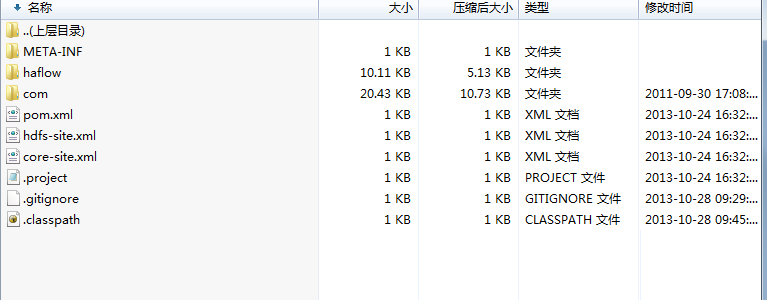 名称 大小 压缩后大小 类型 修改时间
..(上层目录)
META-INF 1 KB 1 KB 文件夹
haflow 10.11 KB 5.13 KB 文件夹
com 20.43 KB 10.73 KB 文件夹 2011-09-30 17:08:...
pom.xml 1 KB 1 KB XML 文档 2013-10-24 16:32:...
hdfs-site.xml 1 KB 1 KB XML 文档 2013-10-24 16:32:...
core-site.xml 1 KB 1 KB XML 文档 2013-10-24 16:32:...
.project 1 KB 1 KB PROJECT 文件 2013-10-24 16:32:...
.gitignore 1 KB 1 KB GITIGNORE 文件 2013-10-28 09:29:...
.classpath 1 KB 1 KB CLASSPATH 文件 2013-10-28 09:45:...